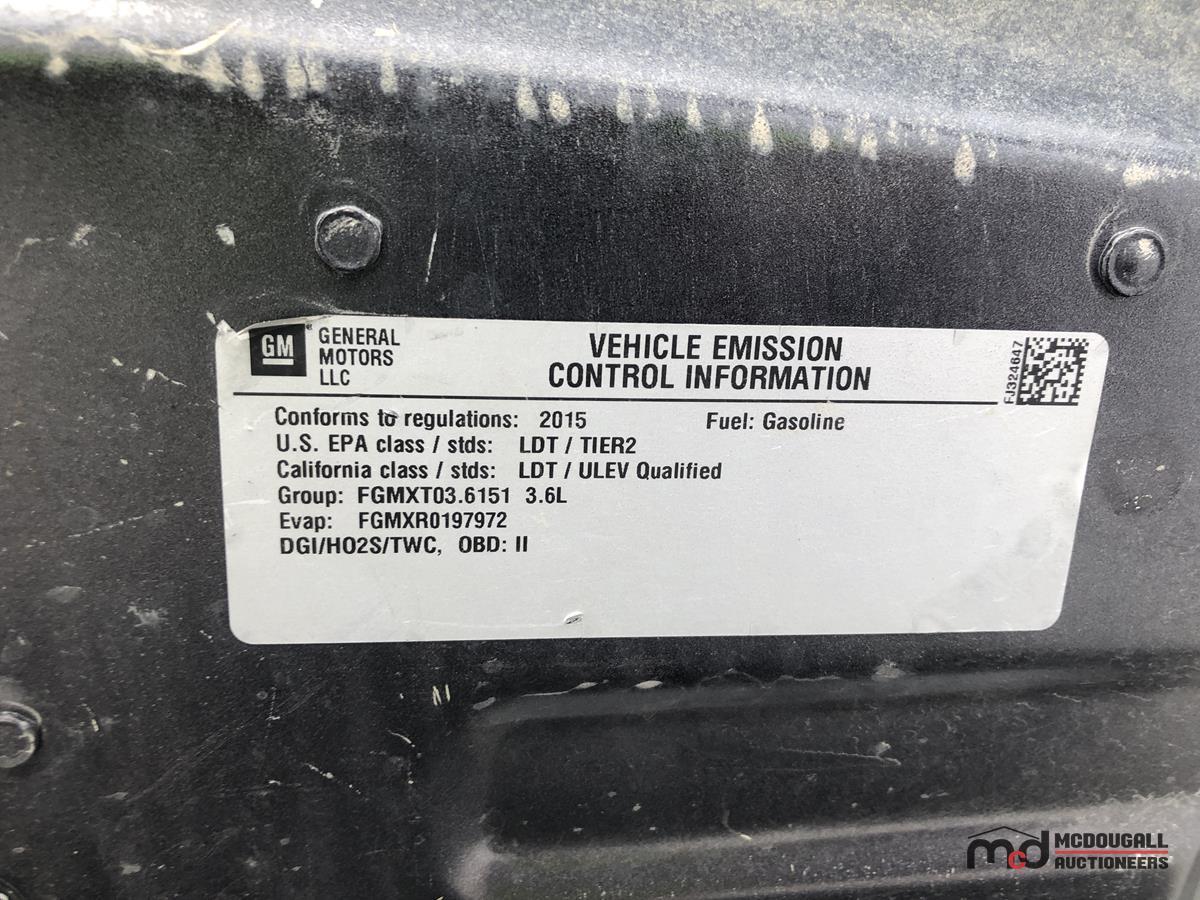 GM
GENERAL
MOTORS
LLC
VEHICLE EMISSION
CONTROL INFORMATION
FJ324647
Conforms to regulations: 2015 Fuel: Gasoline
U.S. EPA class / stds: LDT / TIER2
California class / stds: LDT / ULEV Qualified
Group: FGMXT03.6151 3.6L
Evap: FGMXR0197972
DGI/HO2S/TWC, OBD: II
mcd MCDOUGALL
AUCTIONEERS